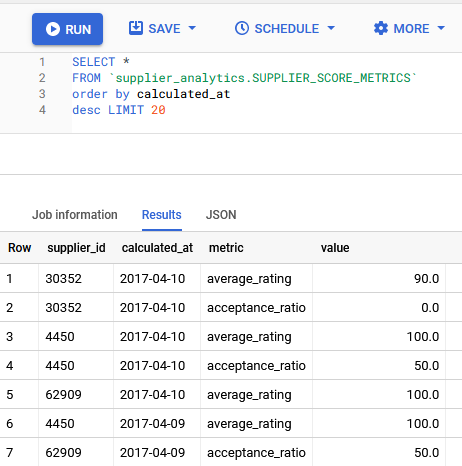 RUN SAVE SCHEDULE MORE
1 SELECT *
2 FROM `supplier_analytics.SUPPLIER_SCORE_METRICS`
3 order by calculated_at
4 desc LIMIT 20
Job information Results JSON
Row supplier_id calculated_at metric value
1 30352 2017-04-10 average_rating 90.0
2 30352 2017-04-10 acceptance_ratio 0.0
3 4450 2017-04-10 average_rating 100.0
4 4450 2017-04-10 acceptance_ratio 50.0
5 62909 2017-04-10 average_rating 100.0
6 4450 2017-04-09 average_rating 100.0
7 62909 2017-04-09 acceptance_ratio 50.0